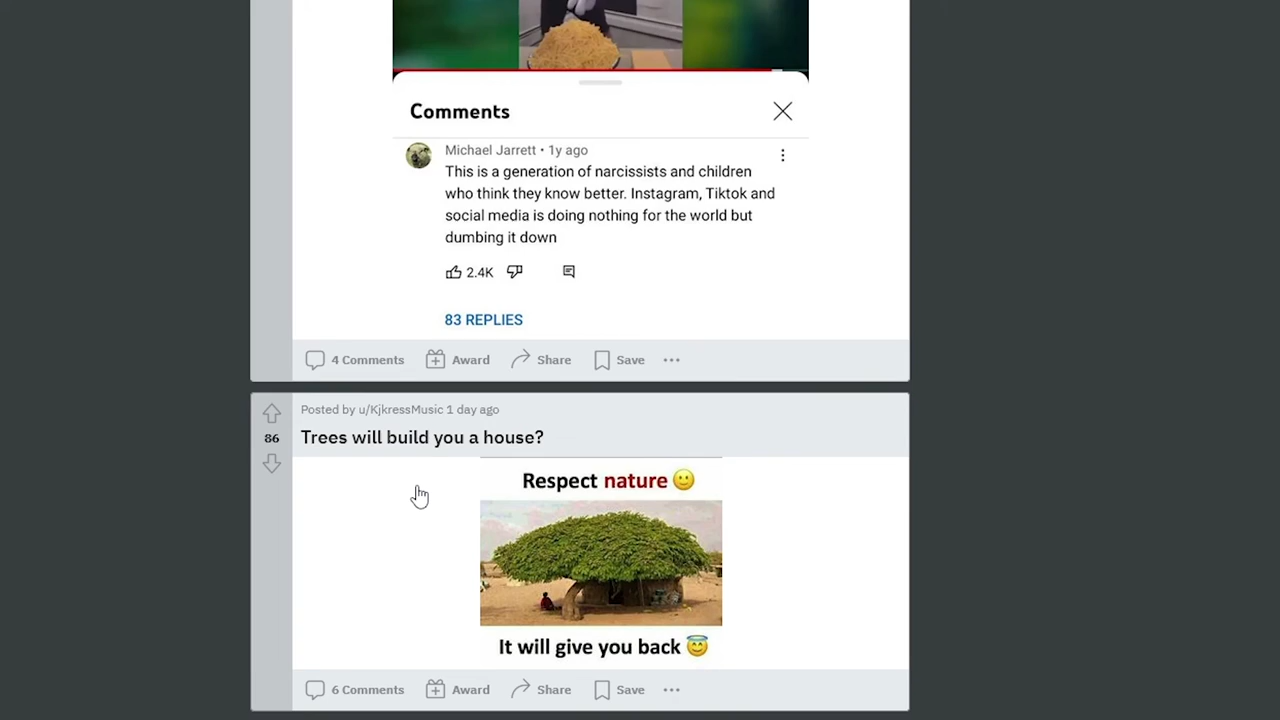 Comments
Michael Jarrett • 1y ago
This is a generation of narcissists and children
who think they know better. Instagram, Tiktok and
social media is doing nothing for the world but
dumbing it down
2.4K
83 REPLIES
4 Comments Award Share Save
Posted by u/KjkressMusic 1 day ago
86
Trees will build you a house?
Respect nature 🙂
It will give you back 😇
6 Comments Award Share Save